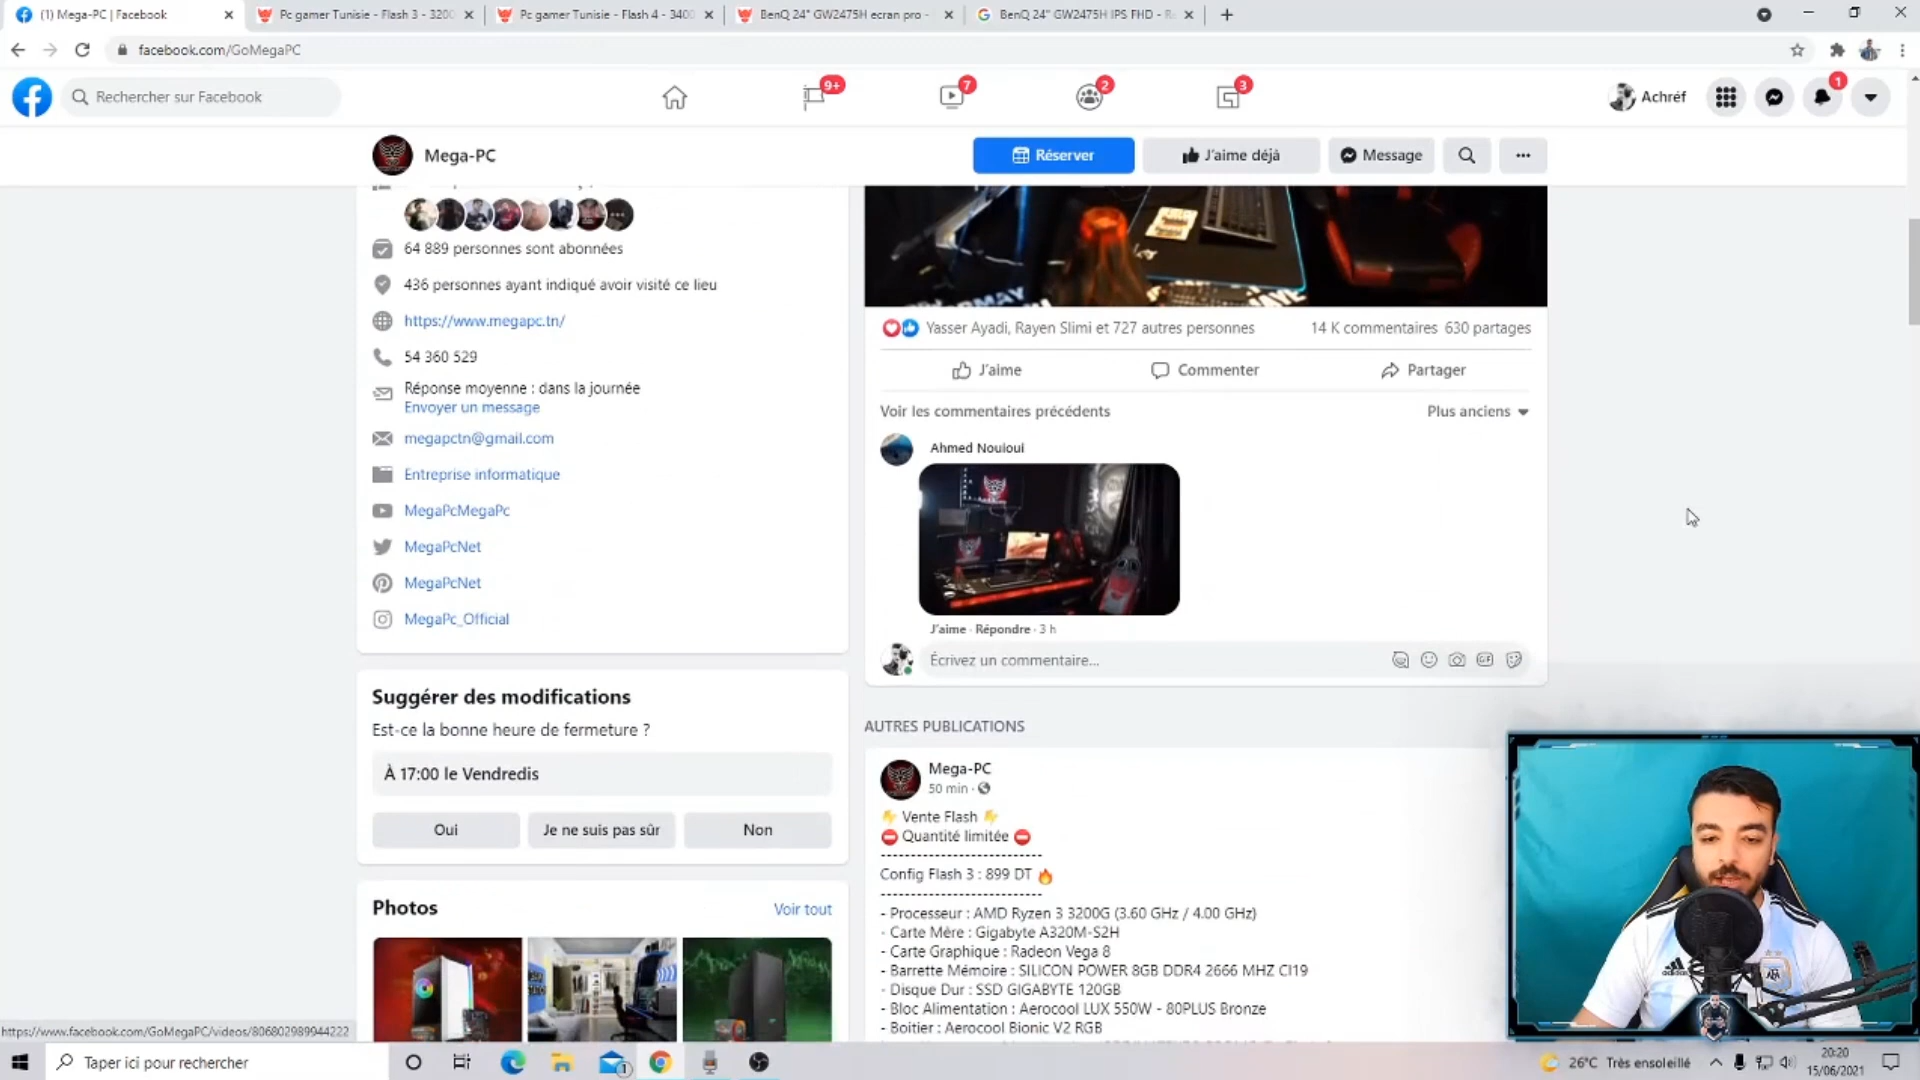 (1) Mega-PC | Facebook
Pc gamer Tunisie - Flash 3 - 3200
Pc gamer Tunisie - Flash 4 - 3400
BenQ 24" GW2475H ecran pro -
BenQ 24" GW2475H IPS FHD - Re
facebook.com/GoMegaPC
Rechercher sur Facebook
9+
7
2
3
Achréf
1
Mega-PC
Réserver
J'aime déjà
Message
64 889 personnes sont abonnées
436 personnes ayant indiqué avoir visité ce lieu
https://www.megapc.tn/
54 360 529
Réponse moyenne : dans la journée
Envoyer un message
megapctn@gmail.com
Entreprise informatique
MegaPcMegaPc
MegaPcNet
MegaPcNet
MegaPc_Official
Suggérer des modifications
Est-ce la bonne heure de fermeture ?
À 17:00 le Vendredis
Oui
Je ne suis pas sûr
Non
Photos
Voir tout
Yasser Ayadi, Rayen Slimi et 727 autres personnes
14 K commentaires 630 partages
J'aime
Commenter
Partager
Voir les commentaires précédents
Plus anciens
Ahmed Nouioui
J'aime · Répondre · 3 h
Écrivez un commentaire...
GIF
AUTRES PUBLICATIONS
Mega-PC
50 min ·
⚡ Vente Flash ⚡
⛔ Quantité limitée ⛔
----------------------------
Config Flash 3 : 899 DT 🔥
----------------------------
- Processeur : AMD Ryzen 3 3200G (3.60 GHz / 4.00 GHz)
- Carte Mère : Gigabyte A320M-S2H
- Carte Graphique : Radeon Vega 8
- Barrette Mémoire : SILICON POWER 8GB DDR4 2666 MHZ Cl19
- Disque Dur : SSD GIGABYTE 120GB
- Bloc Alimentation : Aerocool LUX 550W - 80PLUS Bronze
- Boitier : Aerocool Bionic V2 RGB
adidas
AFA
https://www.facebook.com/GoMegaPC/videos/806802989944222
Taper ici pour rechercher
1
26°C Très ensoleillé
20:20
15/06/2021